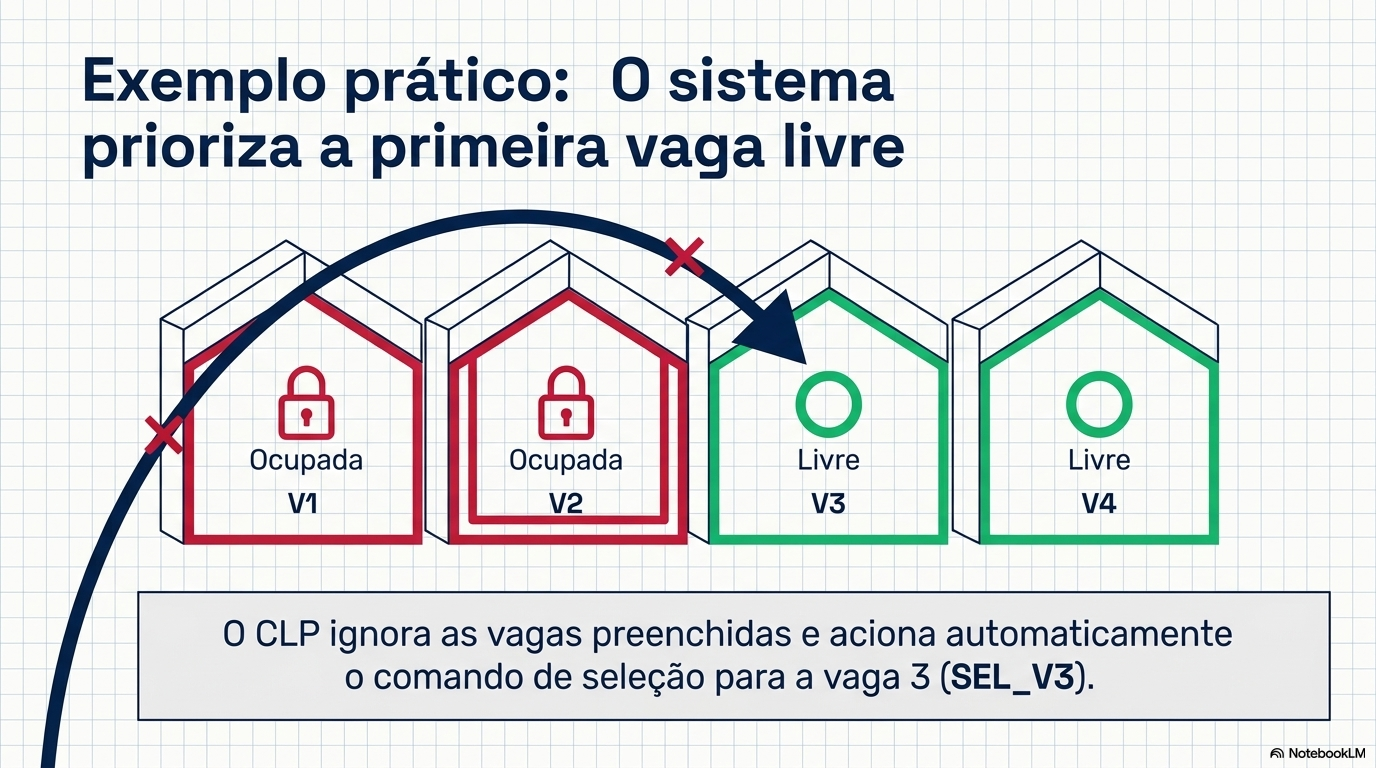 Exemplo prático: O sistema
prioriza a primeira vaga livre
Ocupada
V1
Ocupada
V2
Livre
V3
Livre
V4
O CLP ignora as vagas preenchidas e aciona automaticamente
o comando de seleção para a vaga 3 (SEL_V3).
NotebookLM